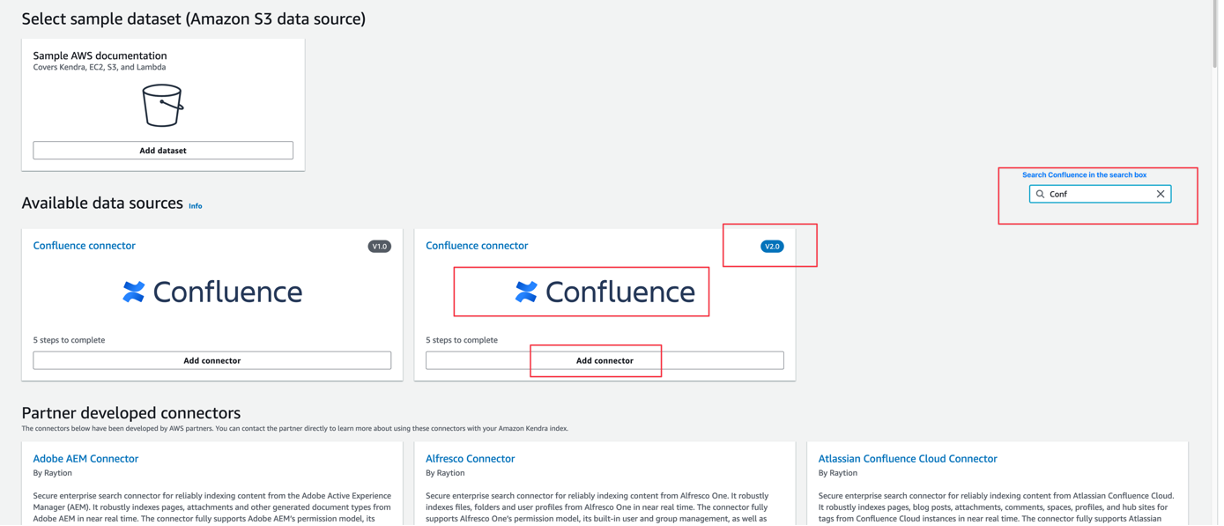 Select sample dataset (Amazon S3 data source)
Sample AWS documentation
Covers Kendra, EC2, S3, and Lambda
Add dataset
Search Confluence in the search box
Conf
Available data sources Info
Confluence connector
V1.0
Confluence
5 steps to complete
Add connector
Confluence connector
V2.0
Confluence
5 steps to complete
Add connector
Partner developed connectors
The connectors below have been developed by AWS partners. You can contact the partner directly to learn more about using these connectors with your Amazon Kendra index.
Adobe AEM Connector
By Raytion
Secure enterprise search connector for reliably indexing content from the Adobe Active Experience
Manager (AEM). It robustly indexes pages, attachments and other generated document types from
Adobe AEM in near real time. The connector fully supports Adobe AEM's permission model, its
Alfresco Connector
By Raytion
Secure enterprise search connector for reliably indexing content from Alfresco One. It robustly
indexes files, folders and user profiles from Alfresco One in near real time. The connector fully
supports Alfresco One's permission model, its built-in user and group management, as well as
Atlassian Confluence Cloud Connector
By Raytion
Secure enterprise search connector for reliably indexing content from Atlassian Confluence Cloud.
It robustly indexes pages, blog posts, attachments, comments, spaces, profiles, and hub sites for
tags from Confluence Cloud instances in near real time. The connector fully supports Atlassian